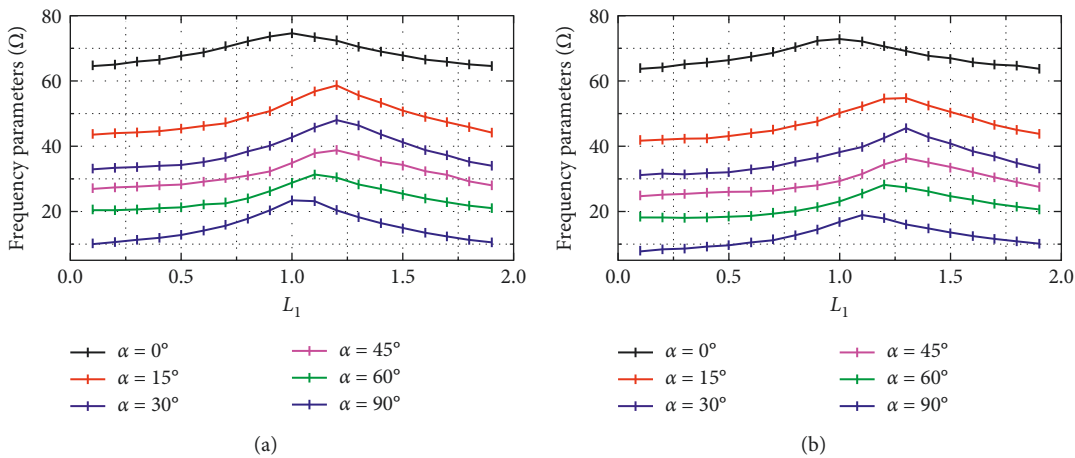 Frequency parameters (Ω)
80
60
40
20
0.0 0.5 1.0 1.5 2.0
L1
α = 0° α = 45°
α = 15° α = 60°
α = 30° α = 90°
(a)
Frequency parameters (Ω)
80
60
40
20
0.0 0.5 1.0 1.5 2.0
L1
α = 0° α = 45°
α = 15° α = 60°
α = 30° α = 90°
(b)